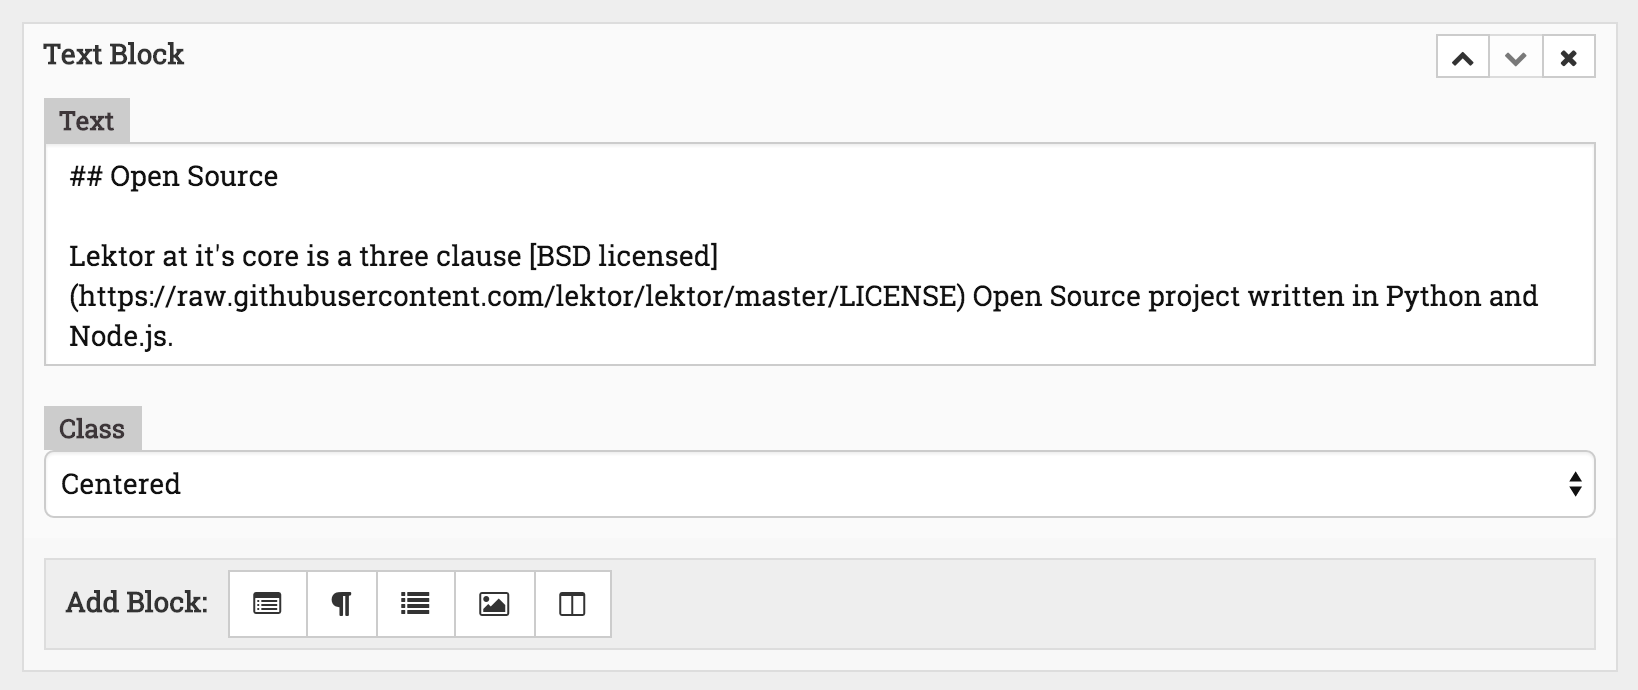 Text Block
Text
## Open Source
Lektor at it's core is a three clause [BSD licensed]
(https://raw.githubusercontent.com/lektor/lektor/master/LICENSE) Open Source project written in Python and
Node.js.
Class
Centered
Add Block: